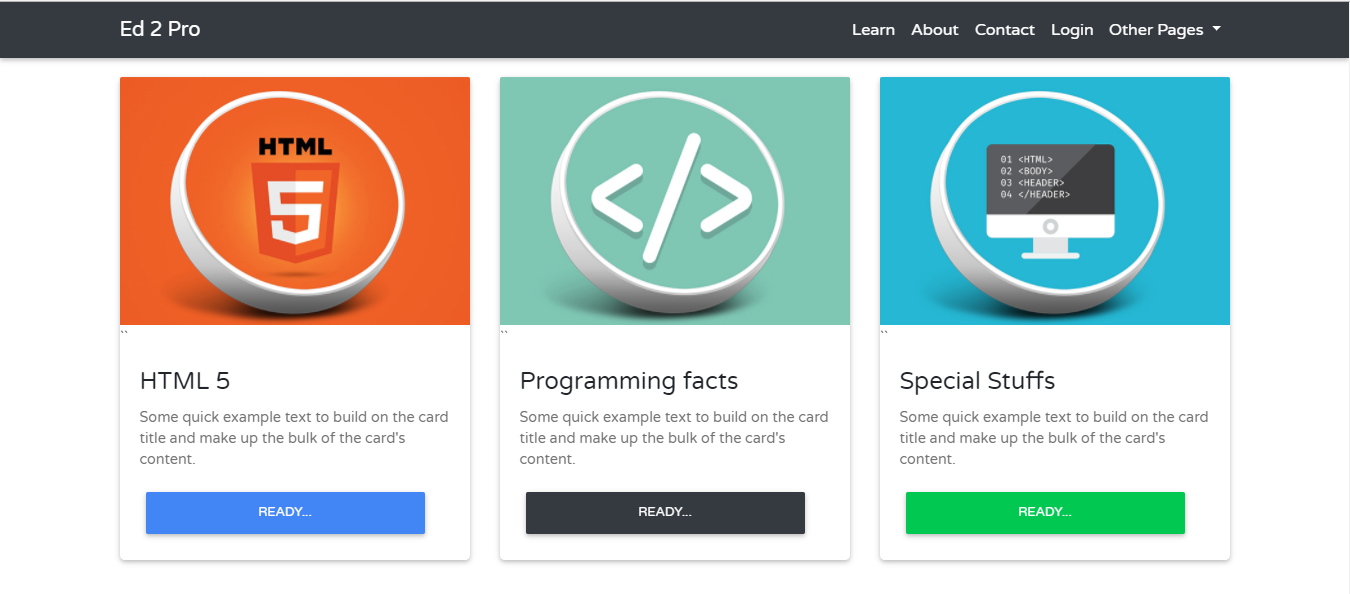 Ed 2 Pro
Learn About Contact Login Other Pages
HTML
5
01 <HTML>
02 <BODY>
03 <HEADER>
04 </HEADER>
</>
`` `` ``
HTML 5
Some quick example text to build on the card
title and make up the bulk of the card's
content.
READY...
Programming facts
Some quick example text to build on the card
title and make up the bulk of the card's
content.
READY...
Special Stuffs
Some quick example text to build on the card
title and make up the bulk of the card's
content.
READY...